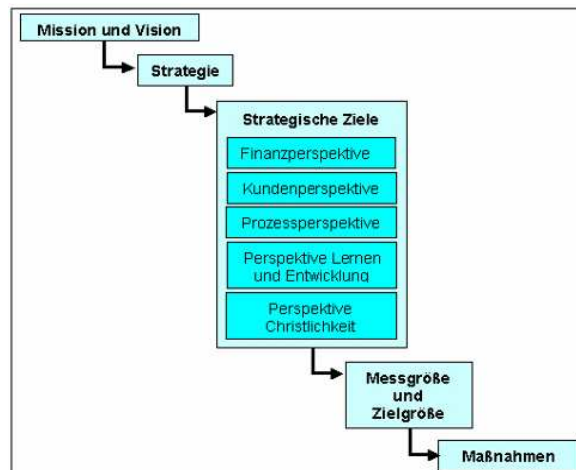 Mission und Vision
Strategie
Strategische Ziele
Finanzperspektive
Kundenperspektive
Prozessperspektive
Perspektive Lernen
und Entwicklung
Perspektive
Christlichkeit
Messgröße
und
Zielgröße
Maßnahmen